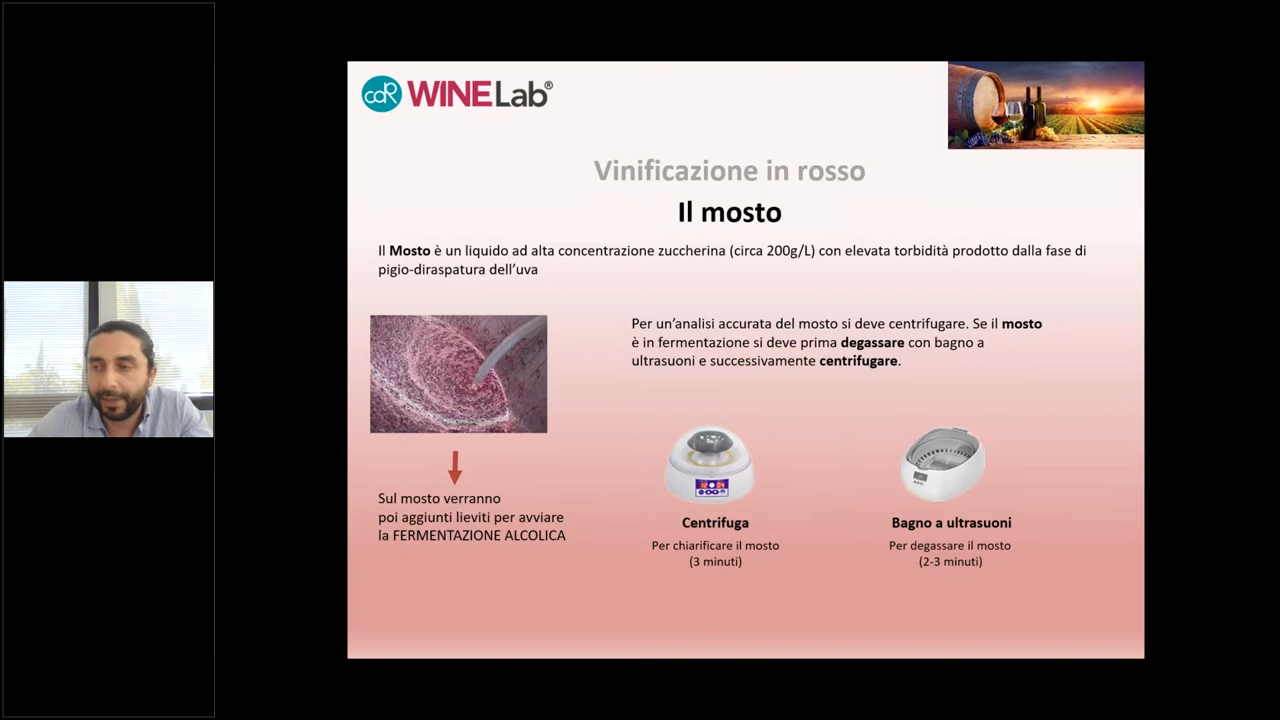 cdR WINELab®
Vinificazione in rosso
Il mosto
Il Mosto è un liquido ad alta concentrazione zuccherina (circa 200g/L) con elevata torbidità prodotto dalla fase di
pigio-diraspatura dell'uva
Per un'analisi accurata del mosto si deve centrifugare. Se il mosto
è in fermentazione si deve prima degassare con bagno a
ultrasuoni e successivamente centrifugare.
Sul mosto verranno
poi aggiunti lieviti per avviare
la FERMENTAZIONE ALCOLICA
Centrifuga
Per chiarificare il mosto
(3 minuti)
Bagno a ultrasuoni
Per degassare il mosto
(2-3 minuti)